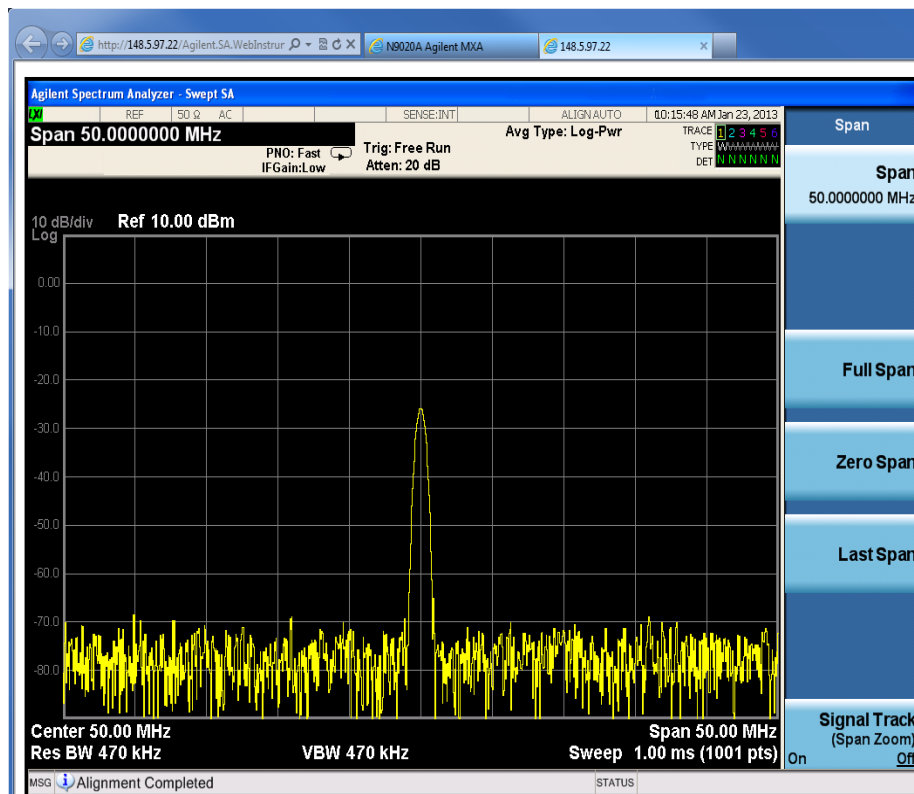 http://148.5.97.22/Agilent.SA.WebInstrur
N9020A Agilent MXA
148.5.97.22
Agilent Spectrum Analyzer - Swept SA
LXI REF 50 Ω AC SENSE:INT ALIGN AUTO 10:15:48 AM Jan 23, 2013
Span 50.0000000 MHz
PNO: Fast
IFGain:Low
Trig: Free Run
Atten: 20 dB
Avg Type: Log-Pwr
TRACE 1 2 3 4 5 6
TYPE
DET N N N N N N
10 dB/div Ref 10.00 dBm
Log
0.00
-10.0
-20.0
-30.0
-40.0
-50.0
-60.0
-70.0
-80.0
Center 50.00 MHz Span 50.00 MHz
Res BW 470 kHz VBW 470 kHz Sweep 1.00 ms (1001 pts)
MSG Alignment Completed STATUS
Span
Span
50.0000000 MHz
Full Span
Zero Span
Last Span
Signal Track
(Span Zoom)
On Off